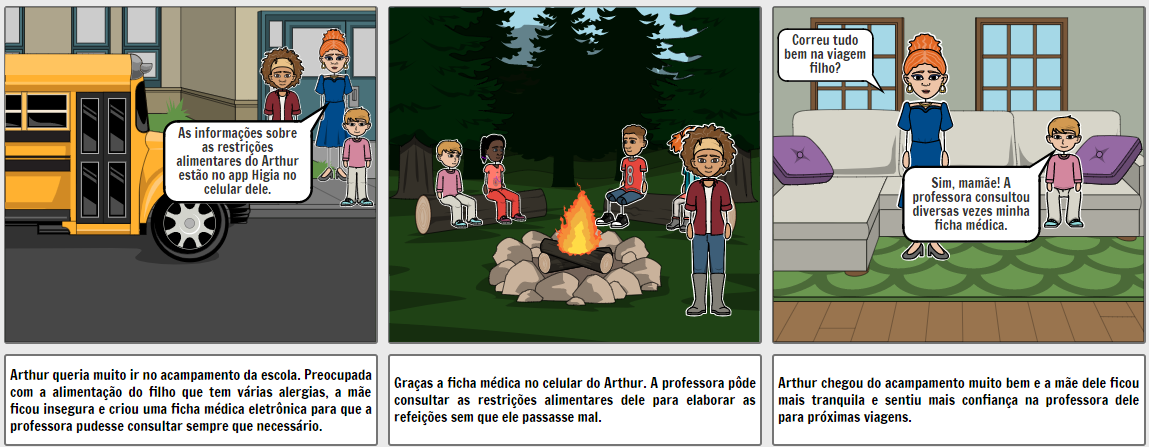 As informações sobre
as restrições
alimentares do Arthur
estão no app Higia no
celular dele.
Correu tudo
bem na viagem
filho?
Sim, mamãe! A
professora consultou
diversas vezes minha
ficha médica.
Arthur queria muito ir no acampamento da escola. Preocupada
com a alimentação do filho que tem várias alergias, a mãe
ficou insegura e criou uma ficha médica eletrônica para que a
professora pudesse consultar sempre que necessário.
Graças a ficha médica no celular do Arthur. A professora pôde
consultar as restrições alimentares dele para elaborar as
refeições sem que ele passasse mal.
Arthur chegou do acampamento muito bem e a mãe dele ficou
mais tranquila e sentiu mais confiança na professora dele
para próximas viagens.